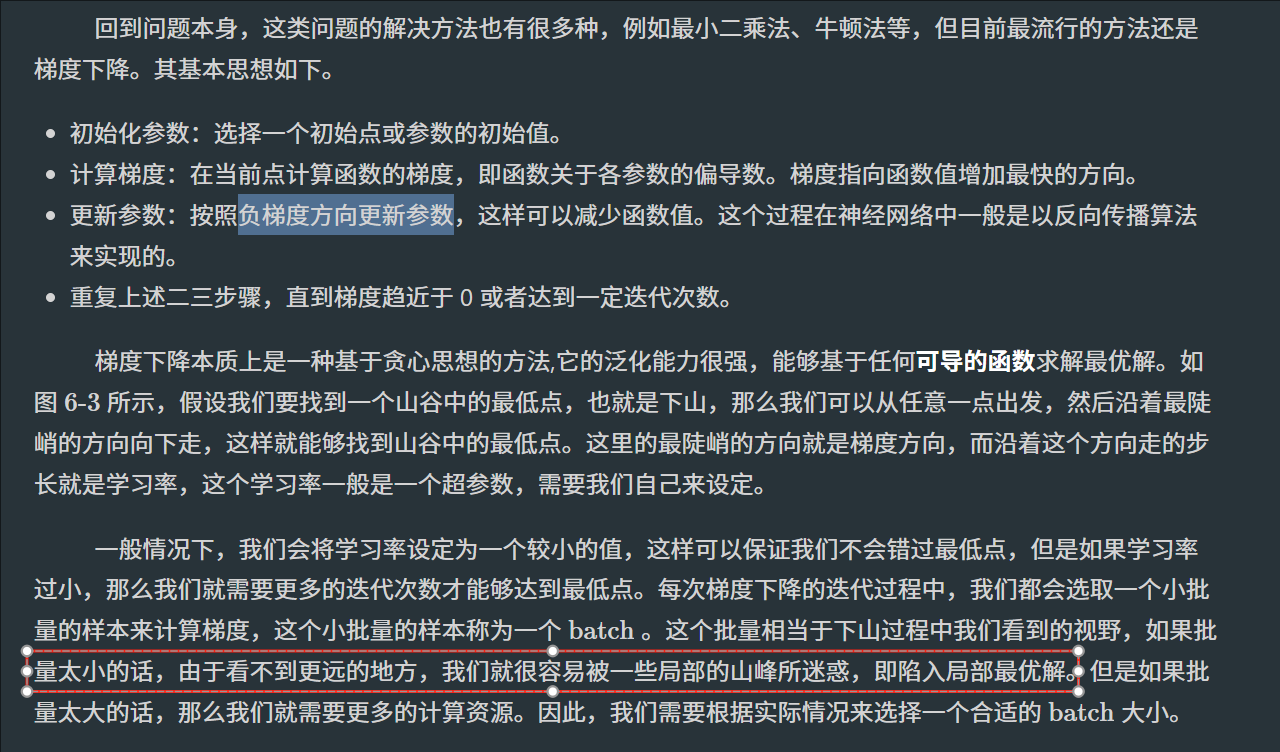 回到问题本身，这类问题的解决方法也有很多种，例如最小二乘法、牛顿法等，但目前最流行的方法还是
梯度下降。其基本思想如下。
• 初始化参数：选择一个初始点或参数的初始值。
• 计算梯度：在当前点计算函数的梯度，即函数关于各参数的偏导数。梯度指向函数值增加最快的方向。
• 更新参数：按照负梯度方向更新参数，这样可以减少函数值。这个过程在神经网络中一般是以反向传播算法
来实现的。
• 重复上述二三步骤，直到梯度趋近于 0 或者达到一定迭代次数。
梯度下降本质上是一种基于贪心思想的方法,它的泛化能力很强，能够基于任何可导的函数求解最优解。如
图 6-3 所示，假设我们要找到一个山谷中的最低点，也就是下山，那么我们可以从任意一点出发，然后沿着最陡
峭的方向向下走，这样就能够找到山谷中的最低点。这里的最陡峭的方向就是梯度方向，而沿着这个方向走的步
长就是学习率，这个学习率一般是一个超参数，需要我们自己来设定。
一般情况下，我们会将学习率设定为一个较小的值，这样可以保证我们不会错过最低点，但是如果学习率
过小，那么我们就需要更多的迭代次数才能够达到最低点。每次梯度下降的迭代过程中，我们都会选取一个小批
量的样本来计算梯度，这个小批量的样本称为一个 batch 。这个批量相当于下山过程中我们看到的视野，如果批
量太小的话，由于看不到更远的地方，我们就很容易被一些局部的山峰所迷惑，即陷入局部最优解。但是如果批
量太大的话，那么我们就需要更多的计算资源。因此，我们需要根据实际情况来选择一个合适的 batch 大小。